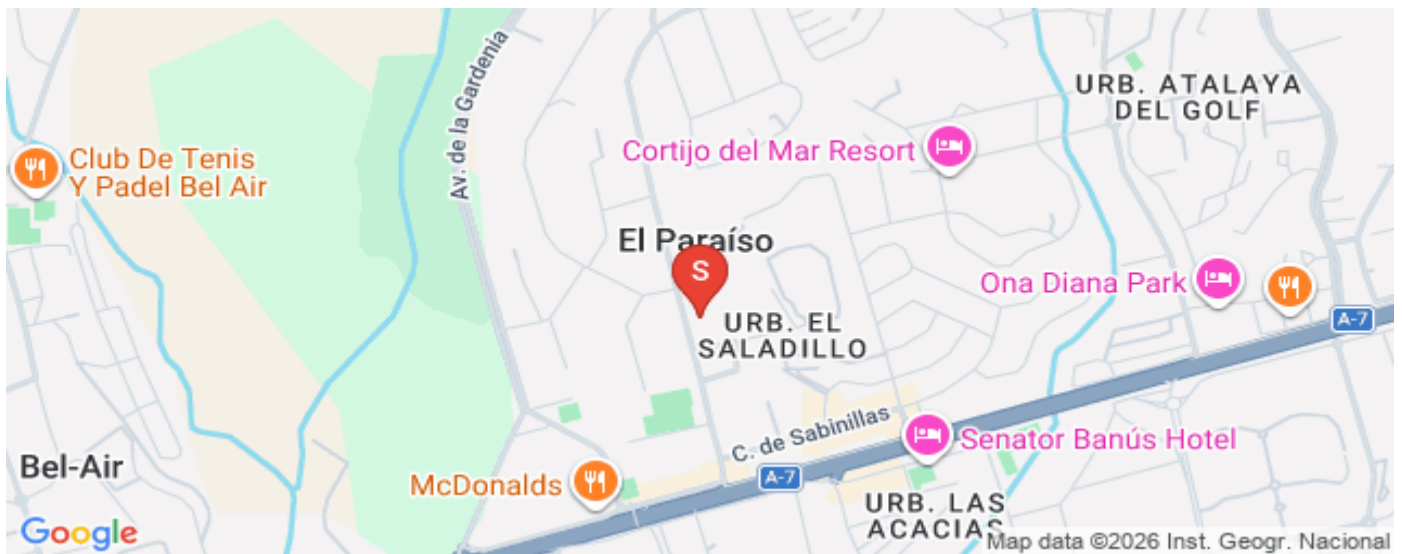 Av. de la Gardenia
URB. ATALAYA
DEL GOLF
Club De Tenis
Y Padel Bel Air
Cortijo del Mar Resort
El Paraíso
S
Ona Diana Park
URB. EL
SALADILLO
A-7
C. de Sabinillas
Senator Banús Hotel
Bel-Air
McDonalds
A-7
URB. LAS
ACACIAS
Google
Map data ©2026 Inst. Geogr. Nacional